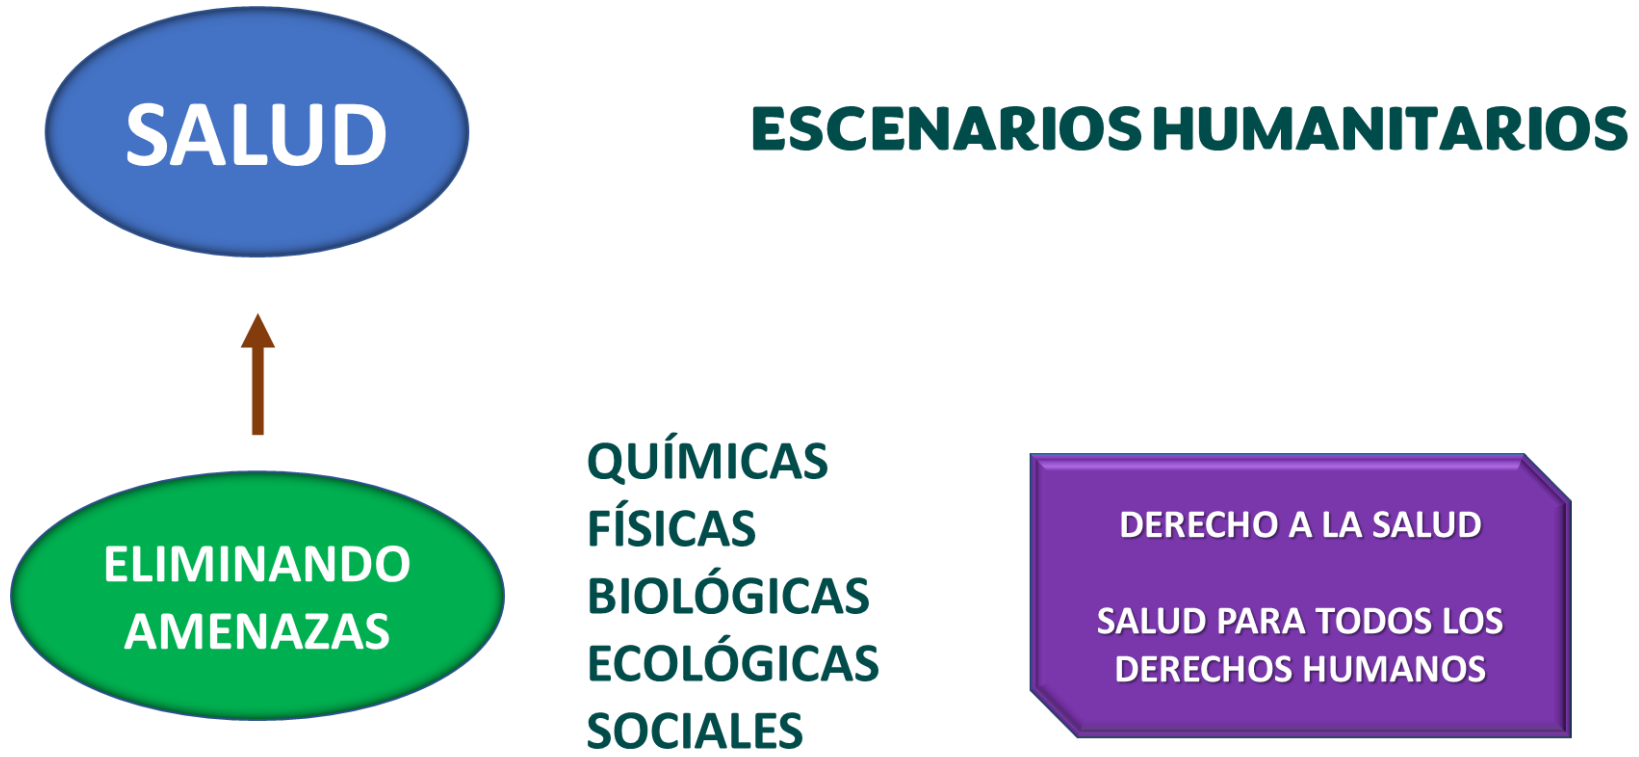 SALUD
ESCENARIOS HUMANITARIOS
ELIMINANDO
AMENAZAS
QUÍMICAS
FÍSICAS
BIOLÓGICAS
ECOLÓGICAS
SOCIALES
DERECHO A LA SALUD
SALUD PARA TODOS LOS
DERECHOS HUMANOS